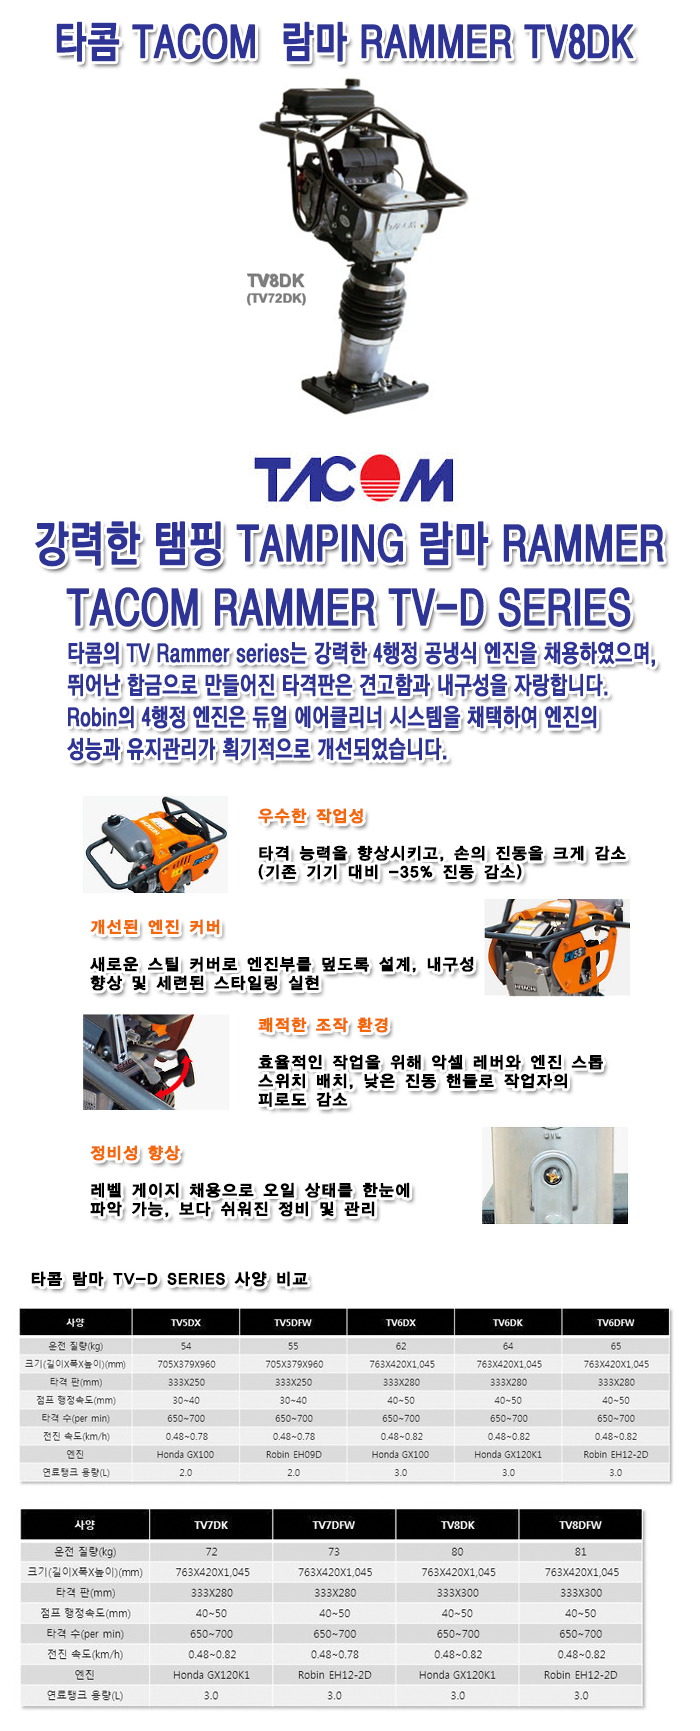 타콤 TACOM 람마 RAMMER TV8DK
TV8DK
(TV72DK)
TACOM
강력한 탬핑 TAMPING 람마 RAMMER
TACOM RAMMER TV-D SERIES
타콤의 TV Rammer series는 강력한 4행정 공냉식 엔진을 채용하였으며,
뛰어난 합금으로 만들어진 타격판은 견고함과 내구성을 자랑합니다.
Robin의 4행정 엔진은 듀얼 에어클리너 시스템을 채택하여 엔진의
성능과 유지관리가 획기적으로 개선되었습니다.
우수한 작업성
타격 능력을 향상시키고, 손의 진동을 크게 감소
(기존 기기 대비 -35% 진동 감소)
개선된 엔진 커버
새로운 스틸 커버로 엔진부를 덮도록 설계, 내구성
향상 및 세련된 스타일링 실현
HITACHI
쾌적한 조작 환경
효율적인 작업을 위해 악셀 레버와 엔진 스톱
스위치 배치, 낮은 진동 핸들로 작업자의
피로도 감소
정비성 향상
레벨 게이지 채용으로 오일 상태를 한눈에
파악 가능, 보다 쉬워진 정비 및 관리
OIL
타콤 람마 TV-D SERIES 사양 비교
사양 TV5DX TV5DFW TV6DX TV6DK TV6DFW
운전 질량(kg) 54 55 62 64 65
크기(길이X폭X높이)(mm) 705X379X960 705X379X960 763X420X1,045 763X420X1,045 763X420X1,045
타격 판(mm) 333X250 333X250 333X280 333X280 333X280
점프 행정속도(mm) 30~40 30~40 40~50 40~50 40~50
타격 수(per min) 650~700 650~700 650~700 650~700 650~700
전진 속도(km/h) 0.48~0.78 0.48~0.78 0.48~0.82 0.48~0.82 0.48~0.82
엔진 Honda GX100 Robin EH09D Honda GX100 Honda GX120K1 Robin EH12-2D
연료탱크 용량(L) 2.0 2.0 3.0 3.0 3.0
사양 TV7DK TV7DFW TV8DK TV8DFW
운전 질량(kg) 72 73 80 81
크기(길이X폭X높이)(mm) 763X420X1,045 763X420X1,045 763X420X1,045 763X420X1,045
타격 판(mm) 333X280 333X280 333X300 333X300
점프 행정속도(mm) 40~50 40~50 40~50 40~50
타격 수(per min) 650~700 650~700 650~700 650~700
전진 속도(km/h) 0.48~0.82 0.48~0.78 0.48~0.82 0.48~0.82
엔진 Honda GX120K1 Robin EH12-2D Honda GX120K1 Robin EH12-2D
연료탱크 용량(L) 3.0 3.0 3.0 3.0